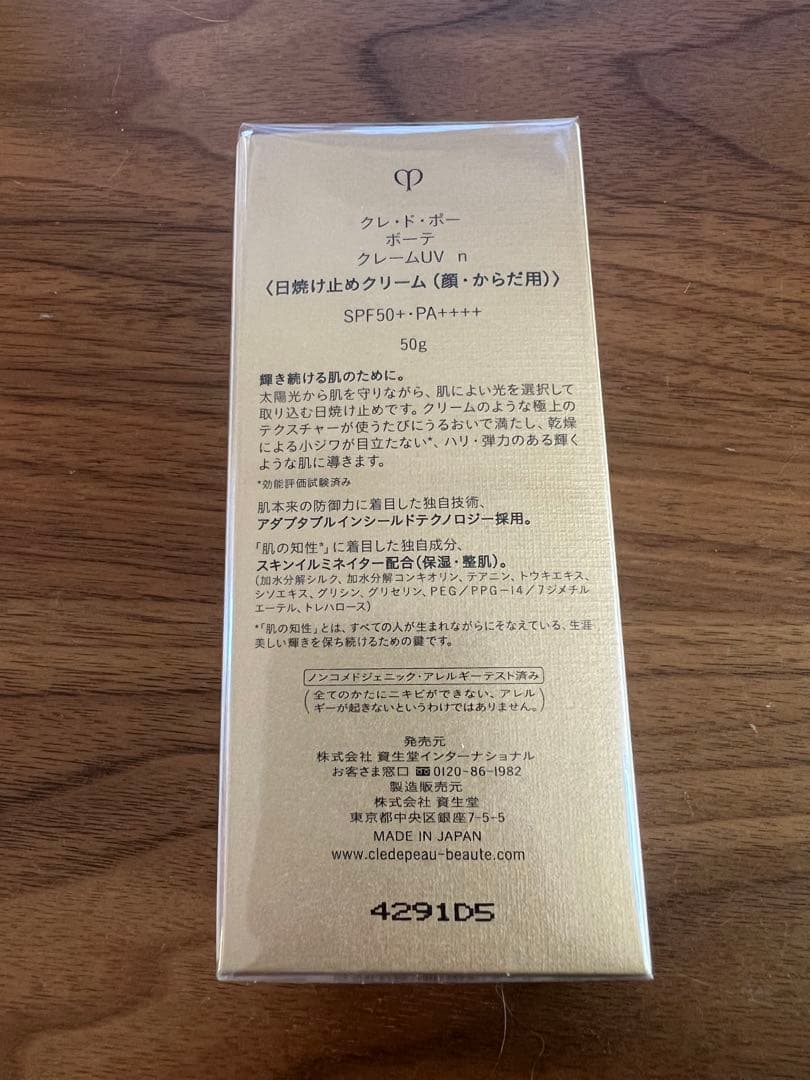 クレ・ド・ポー
ボーテ
クレームUV n
〈日焼け止めクリーム（顔・からだ用）〉
SPF50+・PA++++
50g
輝き続ける肌のために。
太陽光から肌を守りながら、肌によい光を選択して
取り込む日焼け止めです。クリームのような極上の
テクスチャーが使うたびにうるおいで満たし、乾燥
による小ジワが目立たない*、ハリ・弾力のある輝く
ような肌に導きます。
*効能評価試験済み
肌本来の防御力に着目した独自技術、
アダプタブルインシールドテクノロジー採用。
「肌の知性*」に着目した独自成分、
スキンイルミネイター配合（保湿・整肌）。
（加水分解シルク、加水分解コンキオリン、テアニン、トウキエキス、
シソエキス、グリシン、グリセリン、PEG／PPG-14／7ジメチル
エーテル、トレハロース）
*「肌の知性」とは、すべての人が生まれながらにそなえている、生涯
美しい輝きを保ち続けるための鍵です。
ノンコメドジェニック・アレルギーテスト済み
（全てのかたにニキビができない、アレル
ギーが起きないというわけではありません。）
発売元
株式会社 資生堂インターナショナル
お客さま窓口 0120-86-1982
製造販売元
株式会社 資生堂
東京都中央区銀座7-5-5
MADE IN JAPAN
www.cledepeau-beaute.com
4291D5